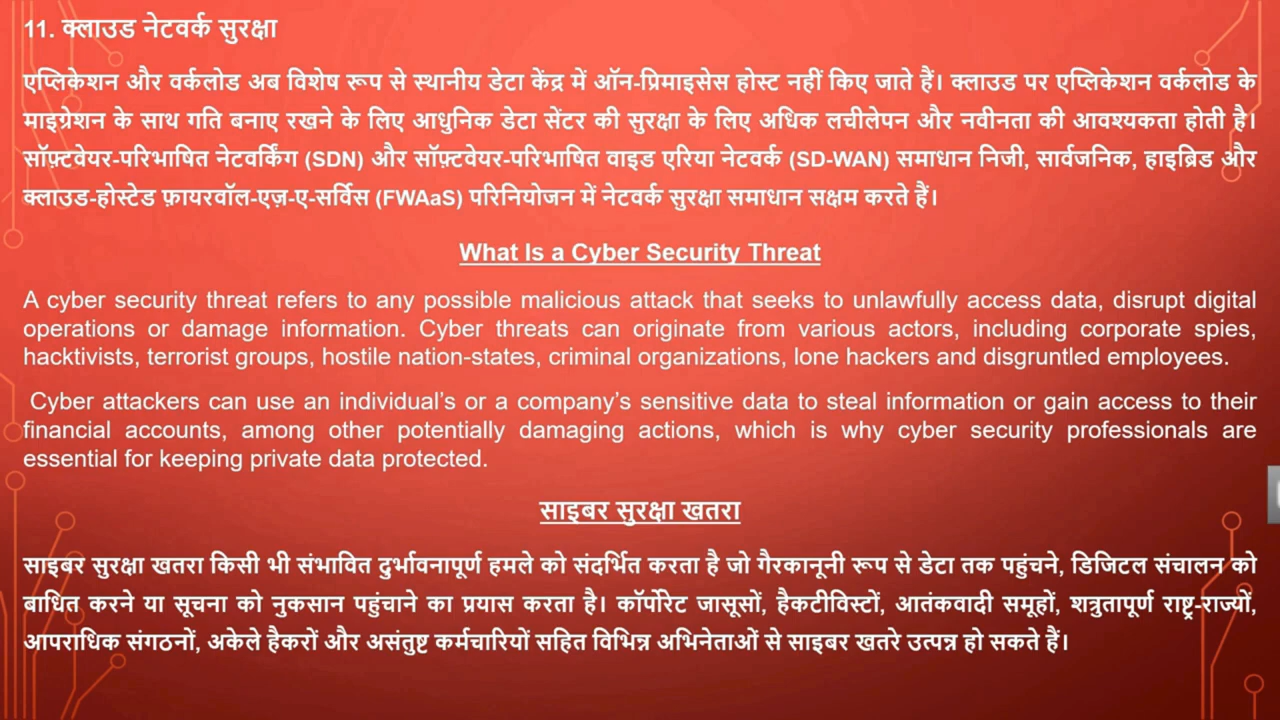 11. क्लाउड नेटवर्क सुरक्षा
एप्लिकेशन और वर्कलोड अब विशेष रूप से स्थानीय डेटा केंद्र में ऑन-प्रिमाइसेस होस्ट नहीं किए जाते हैं। क्लाउड पर एप्लिकेशन वर्कलोड के
माइग्रेशन के साथ गति बनाए रखने के लिए आधुनिक डेटा सेंटर की सुरक्षा के लिए अधिक लचीलेपन और नवीनता की आवश्यकता होती है।
सॉफ़्टवेयर-परिभाषित नेटवर्किंग (SDN) और सॉफ़्टवेयर-परिभाषित वाइड एरिया नेटवर्क (SD-WAN) समाधान निजी, सार्वजनिक, हाइब्रिड और
क्लाउड-होस्टेड फ़ायरवॉल-एज़-ए-सर्विस (FWAaS) परिनियोजन में नेटवर्क सुरक्षा समाधान सक्षम करते हैं।
What Is a Cyber Security Threat
A cyber security threat refers to any possible malicious attack that seeks to unlawfully access data, disrupt digital
operations or damage information. Cyber threats can originate from various actors, including corporate spies,
hacktivists, terrorist groups, hostile nation-states, criminal organizations, lone hackers and disgruntled employees.
Cyber attackers can use an individual’s or a company’s sensitive data to steal information or gain access to their
financial accounts, among other potentially damaging actions, which is why cyber security professionals are
essential for keeping private data protected.
साइबर सुरक्षा खतरा
साइबर सुरक्षा खतरा किसी भी संभावित दुर्भावनापूर्ण हमले को संदर्भित करता है जो गैरकानूनी रूप से डेटा तक पहुंचने, डिजिटल संचालन को
बाधित करने या सूचना को नुकसान पहुंचाने का प्रयास करता है। कॉर्पोरेट जासूसों, हैकटीविस्टों, आतंकवादी समूहों, शत्रुतापूर्ण राष्ट्र-राज्यों,
आपराधिक संगठनों, अकेले हैकरों और असंतुष्ट कर्मचारियों सहित विभिन्न अभिनेताओं से साइबर खतरे उत्पन्न हो सकते हैं।